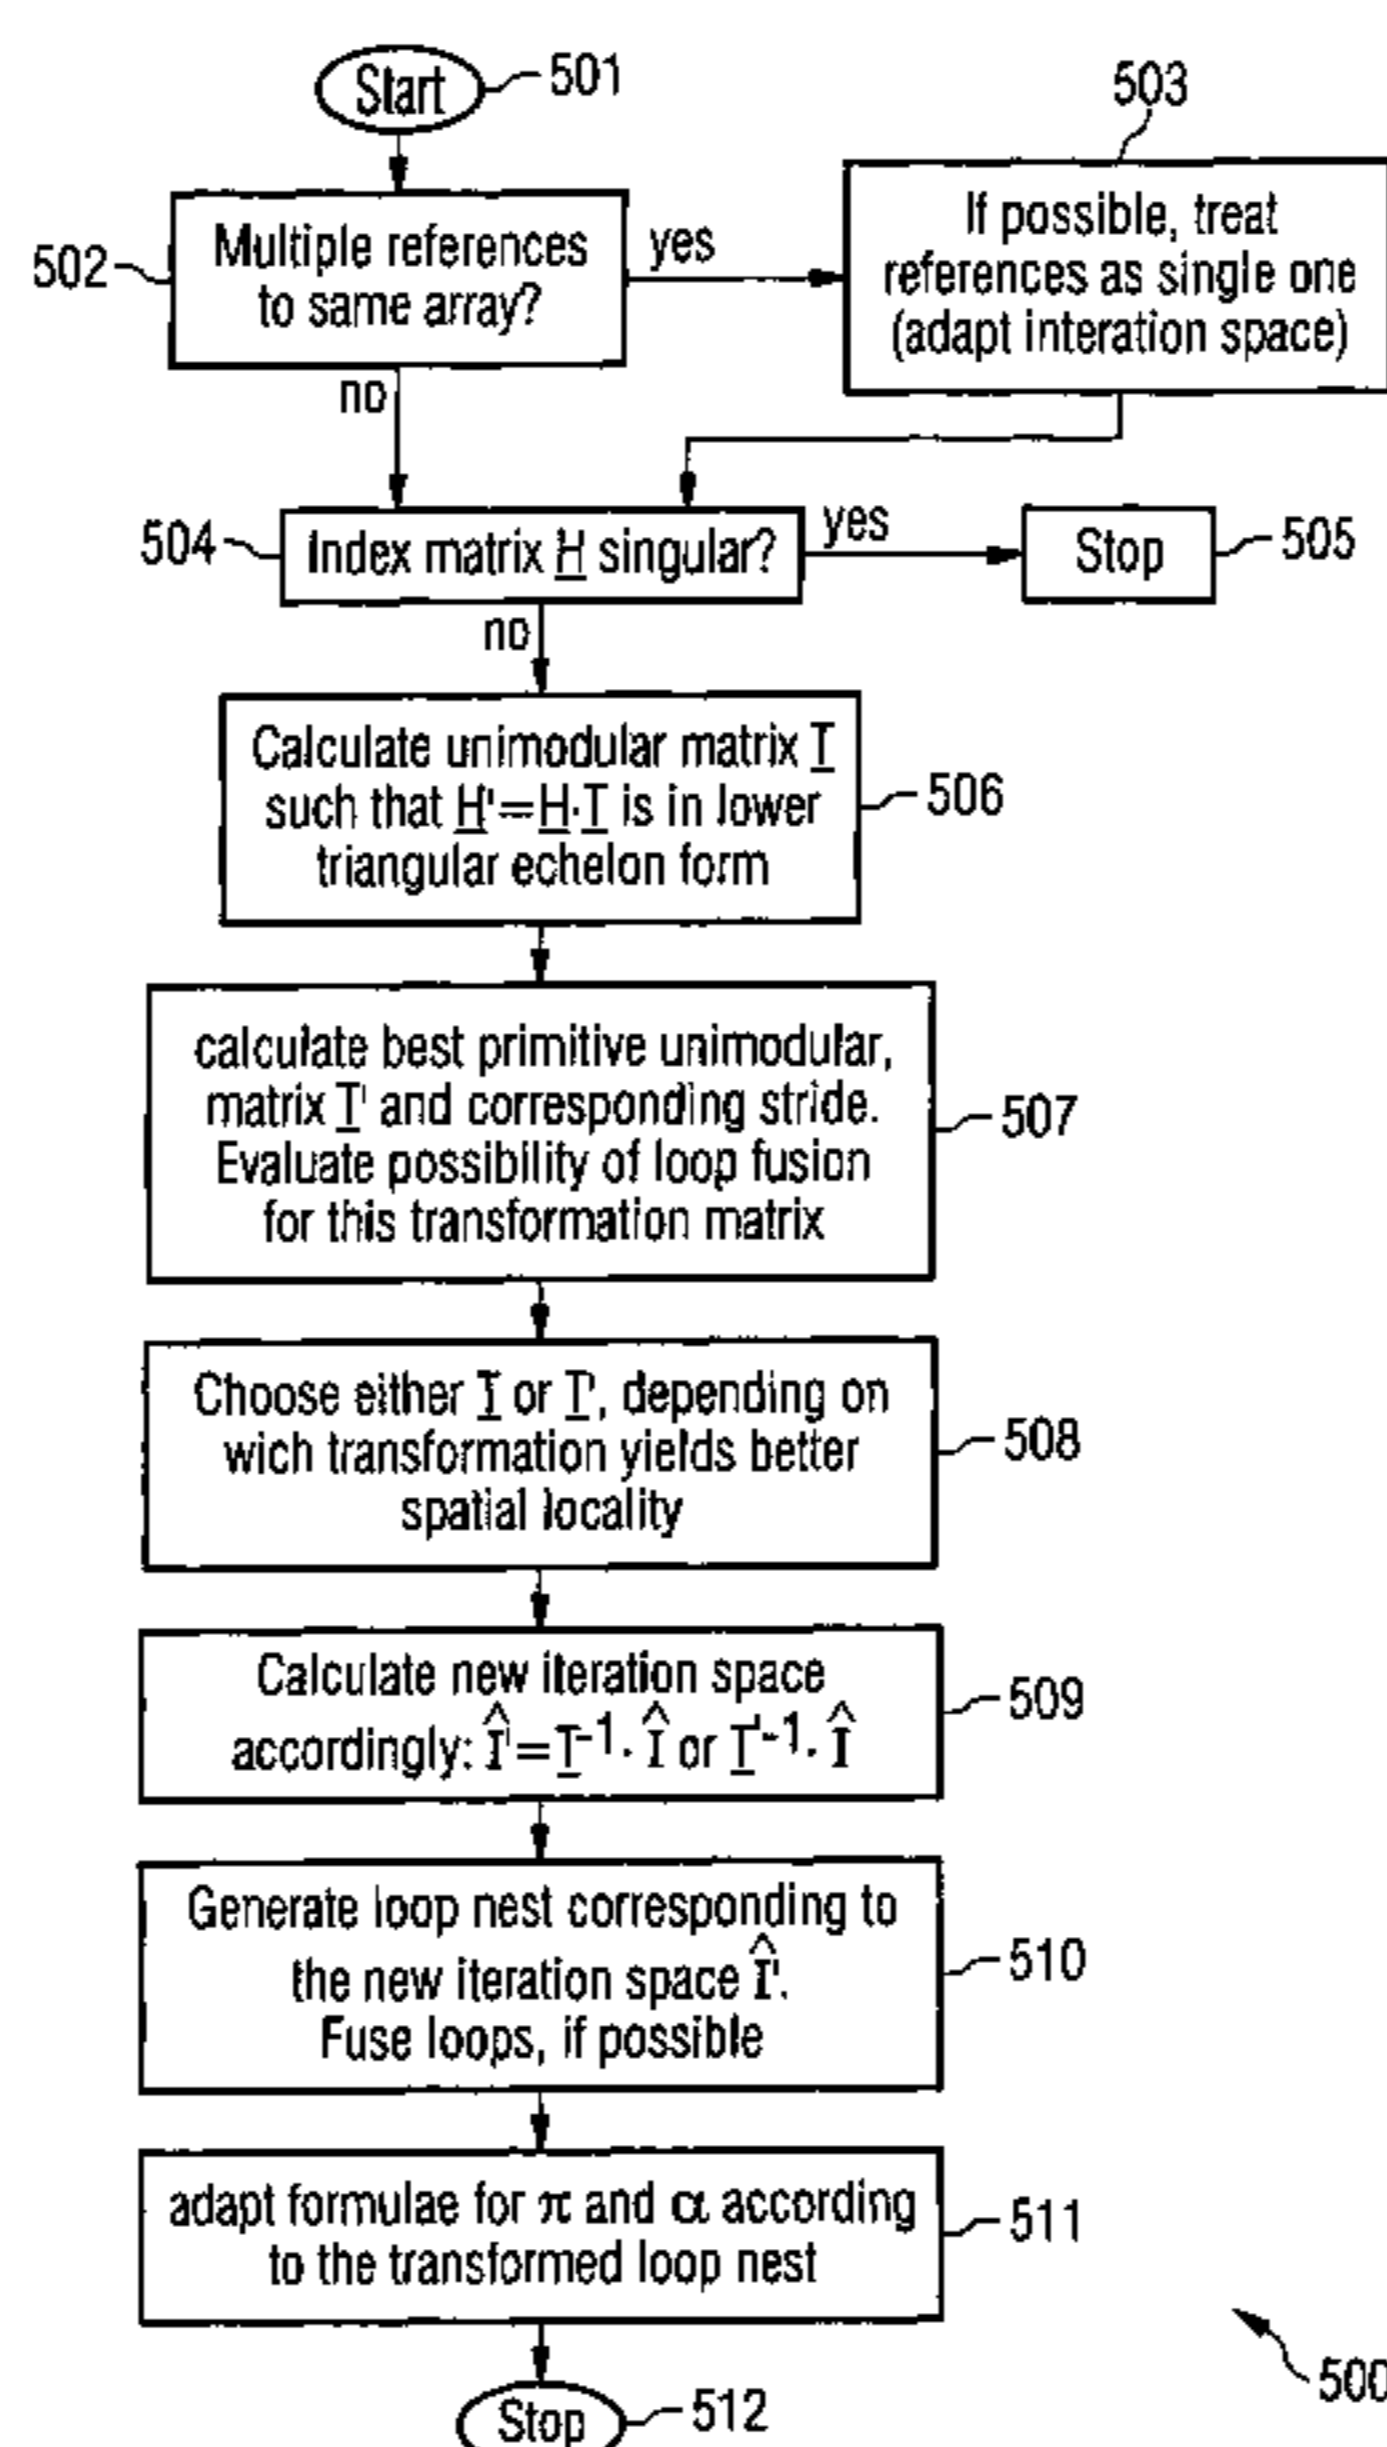 Start
501
503
502
Multiple references
to same array?
yes
If possible, treat
references as single one
(adapt interation space)
no
504
Index matrix H singular?
yes
Stop
505
no
Calculate unimodular matrix T
such that H'=H·T is in lower
triangular echelon form
506
calculate best primitive unimodular,
matrix T' and corresponding stride.
Evaluate possibility of loop fusion
for this transformation matrix
507
Choose either T or T', depending on
wich transformation yields better
spatial locality
508
Calculate new iteration space
accordingly: Î'=T⁻¹·Î or T'⁻¹·Î
509
Generate loop nest corresponding to
the new iteration space Î'.
Fuse loops, if possible
510
adapt formulae for π and α according
to the transformed loop nest
511
Stop
512
500